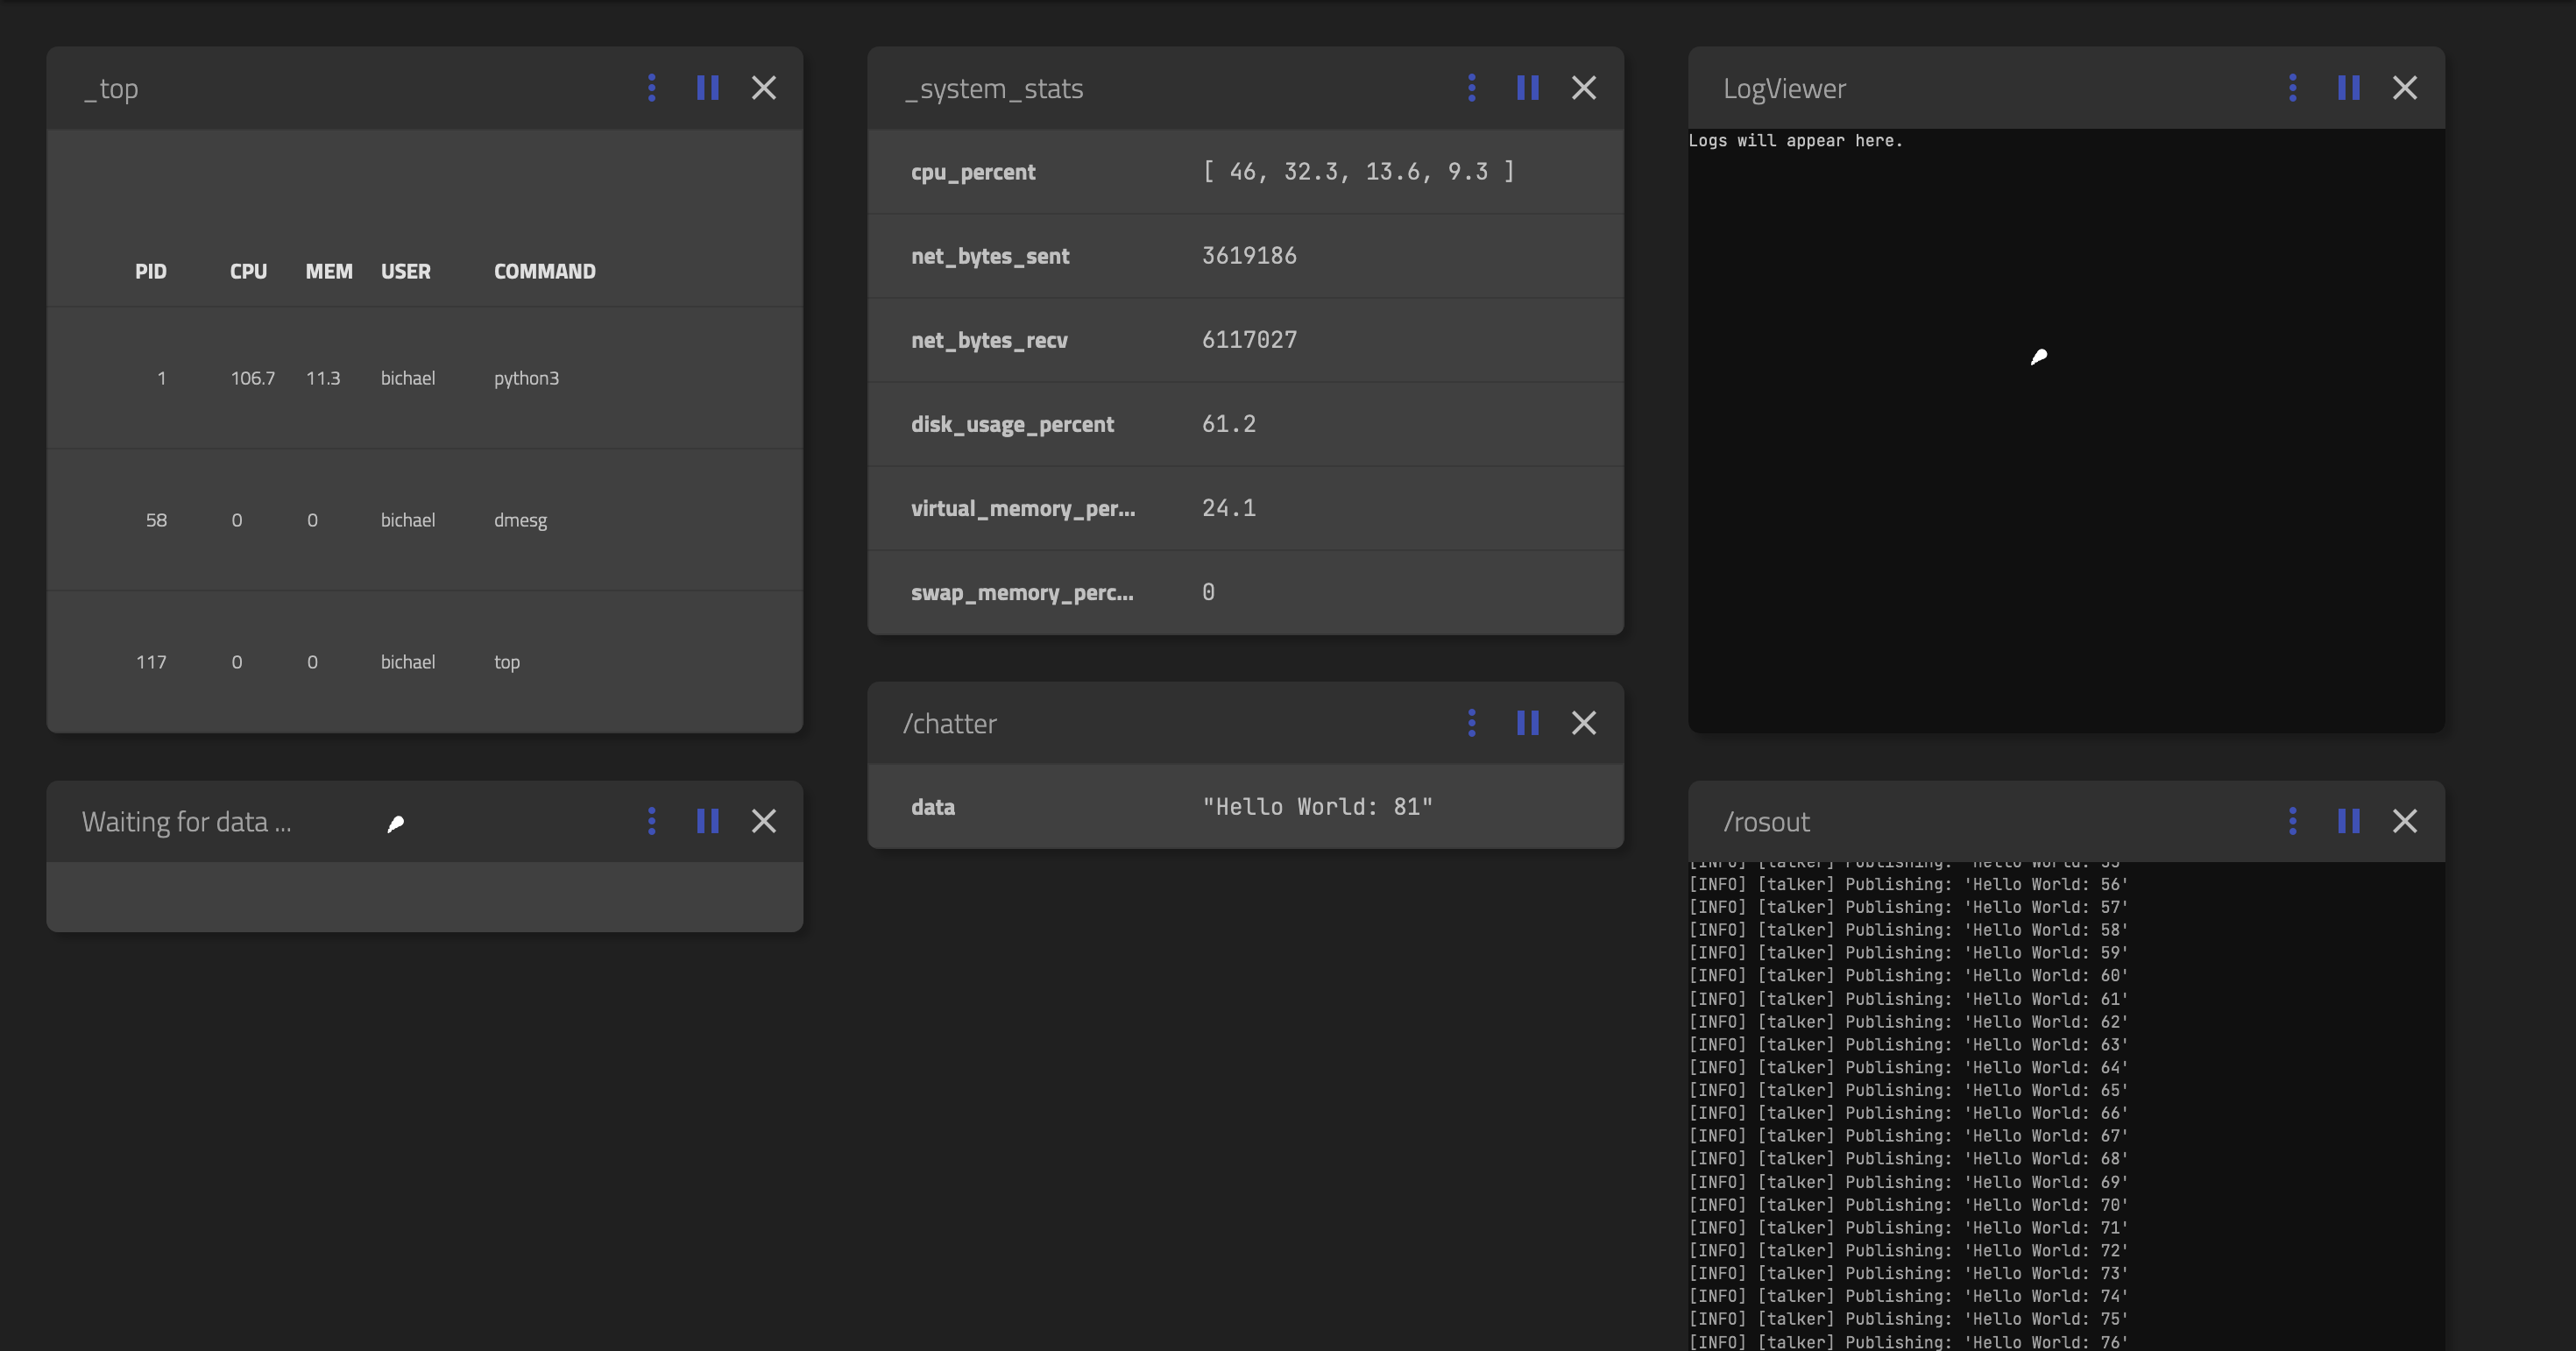 _top
PID CPU MEM USER COMMAND
1 106.7 11.3 bichael python3
58 0 0 bichael dmesg
117 0 0 bichael top
Waiting for data ...
_system_stats
cpu_percent [ 46, 32.3, 13.6, 9.3 ]
net_bytes_sent 3619186
net_bytes_recv 6117027
disk_usage_percent 61.2
virtual_memory_per... 24.1
swap_memory_perc... 0
/chatter
data "Hello World: 81"
LogViewer
Logs will appear here.
/rosout
[INFO] [talker] Publishing: 'Hello World: 55'
[INFO] [talker] Publishing: 'Hello World: 56'
[INFO] [talker] Publishing: 'Hello World: 57'
[INFO] [talker] Publishing: 'Hello World: 58'
[INFO] [talker] Publishing: 'Hello World: 59'
[INFO] [talker] Publishing: 'Hello World: 60'
[INFO] [talker] Publishing: 'Hello World: 61'
[INFO] [talker] Publishing: 'Hello World: 62'
[INFO] [talker] Publishing: 'Hello World: 63'
[INFO] [talker] Publishing: 'Hello World: 64'
[INFO] [talker] Publishing: 'Hello World: 65'
[INFO] [talker] Publishing: 'Hello World: 66'
[INFO] [talker] Publishing: 'Hello World: 67'
[INFO] [talker] Publishing: 'Hello World: 68'
[INFO] [talker] Publishing: 'Hello World: 69'
[INFO] [talker] Publishing: 'Hello World: 70'
[INFO] [talker] Publishing: 'Hello World: 71'
[INFO] [talker] Publishing: 'Hello World: 72'
[INFO] [talker] Publishing: 'Hello World: 73'
[INFO] [talker] Publishing: 'Hello World: 74'
[INFO] [talker] Publishing: 'Hello World: 75'
[INFO] [talker] Publishing: 'Hello World: 76'